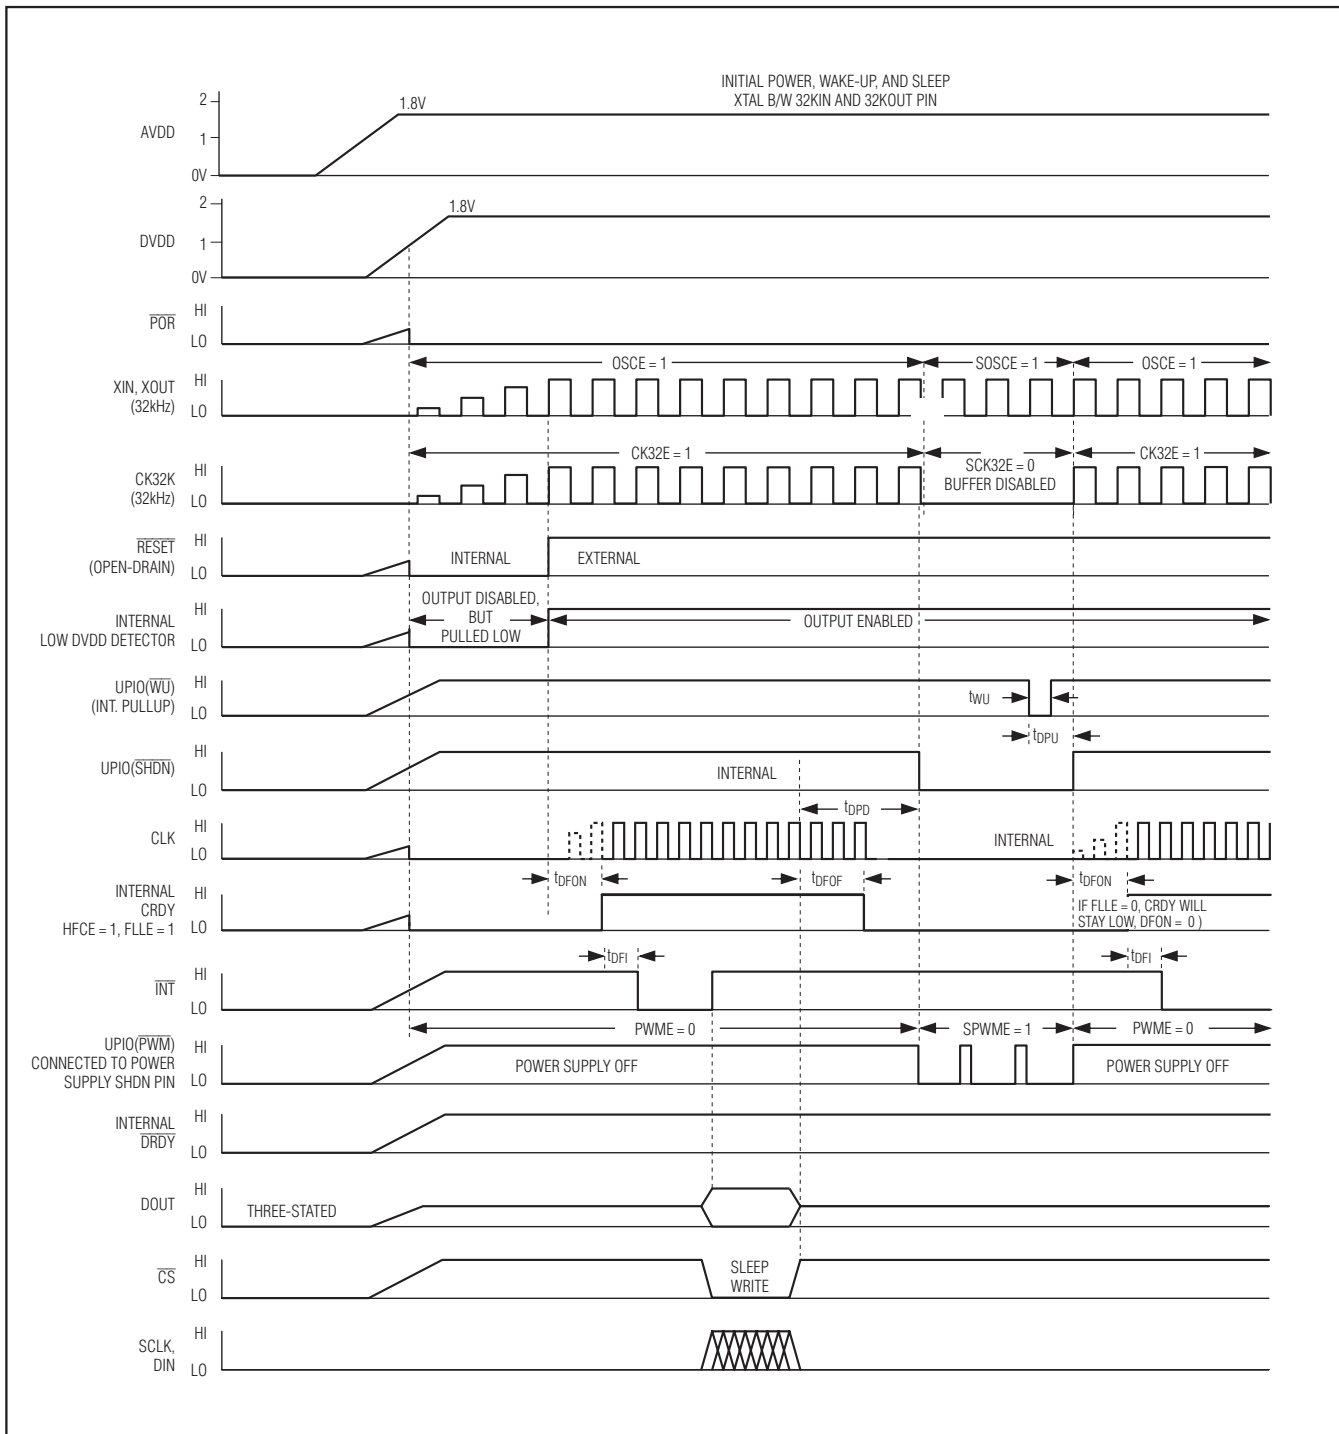 INITIAL POWER, WAKE-UP, AND SLEEP
XTAL B/W 32KIN AND 32KOUT PIN
AVDD
2
1
0V
1.8V
DVDD
2
1
0V
1.8V
POR
HI
LO
XIN, XOUT
(32kHz)
HI
LO
OSCE = 1
SOSCE = 1
OSCE = 1
CK32K
(32kHz)
HI
LO
CK32E = 1
SCK32E = 0
BUFFER DISABLED
CK32E = 1
RESET
(OPEN-DRAIN)
HI
LO
INTERNAL
EXTERNAL
INTERNAL
LOW DVDD DETECTOR
HI
LO
OUTPUT DISABLED,
BUT
PULLED LOW
OUTPUT ENABLED
UPIO(WU)
(INT. PULLUP)
HI
LO
tWU
tDPU
UPIO(SHDN)
HI
LO
INTERNAL
tDPD
CLK
HI
LO
INTERNAL
tDFON
tDFOF
tDFON
INTERNAL
CRDY
HFCE = 1, FLLE = 1
HI
LO
IF FLLE = 0, CRDY WILL
STAY LOW, DFON = 0 )
tDFI
tDFI
INT
HI
LO
PWME = 0
SPWME = 1
PWME = 0
UPIO(PWM)
CONNECTED TO POWER
SUPPLY SHDN PIN
HI
LO
POWER SUPPLY OFF
POWER SUPPLY OFF
INTERNAL
DRDY
HI
LO
DOUT
HI
LO
THREE-STATED
CS
HI
LO
SLEEP
WRITE
SCLK,
DIN
HI
LO